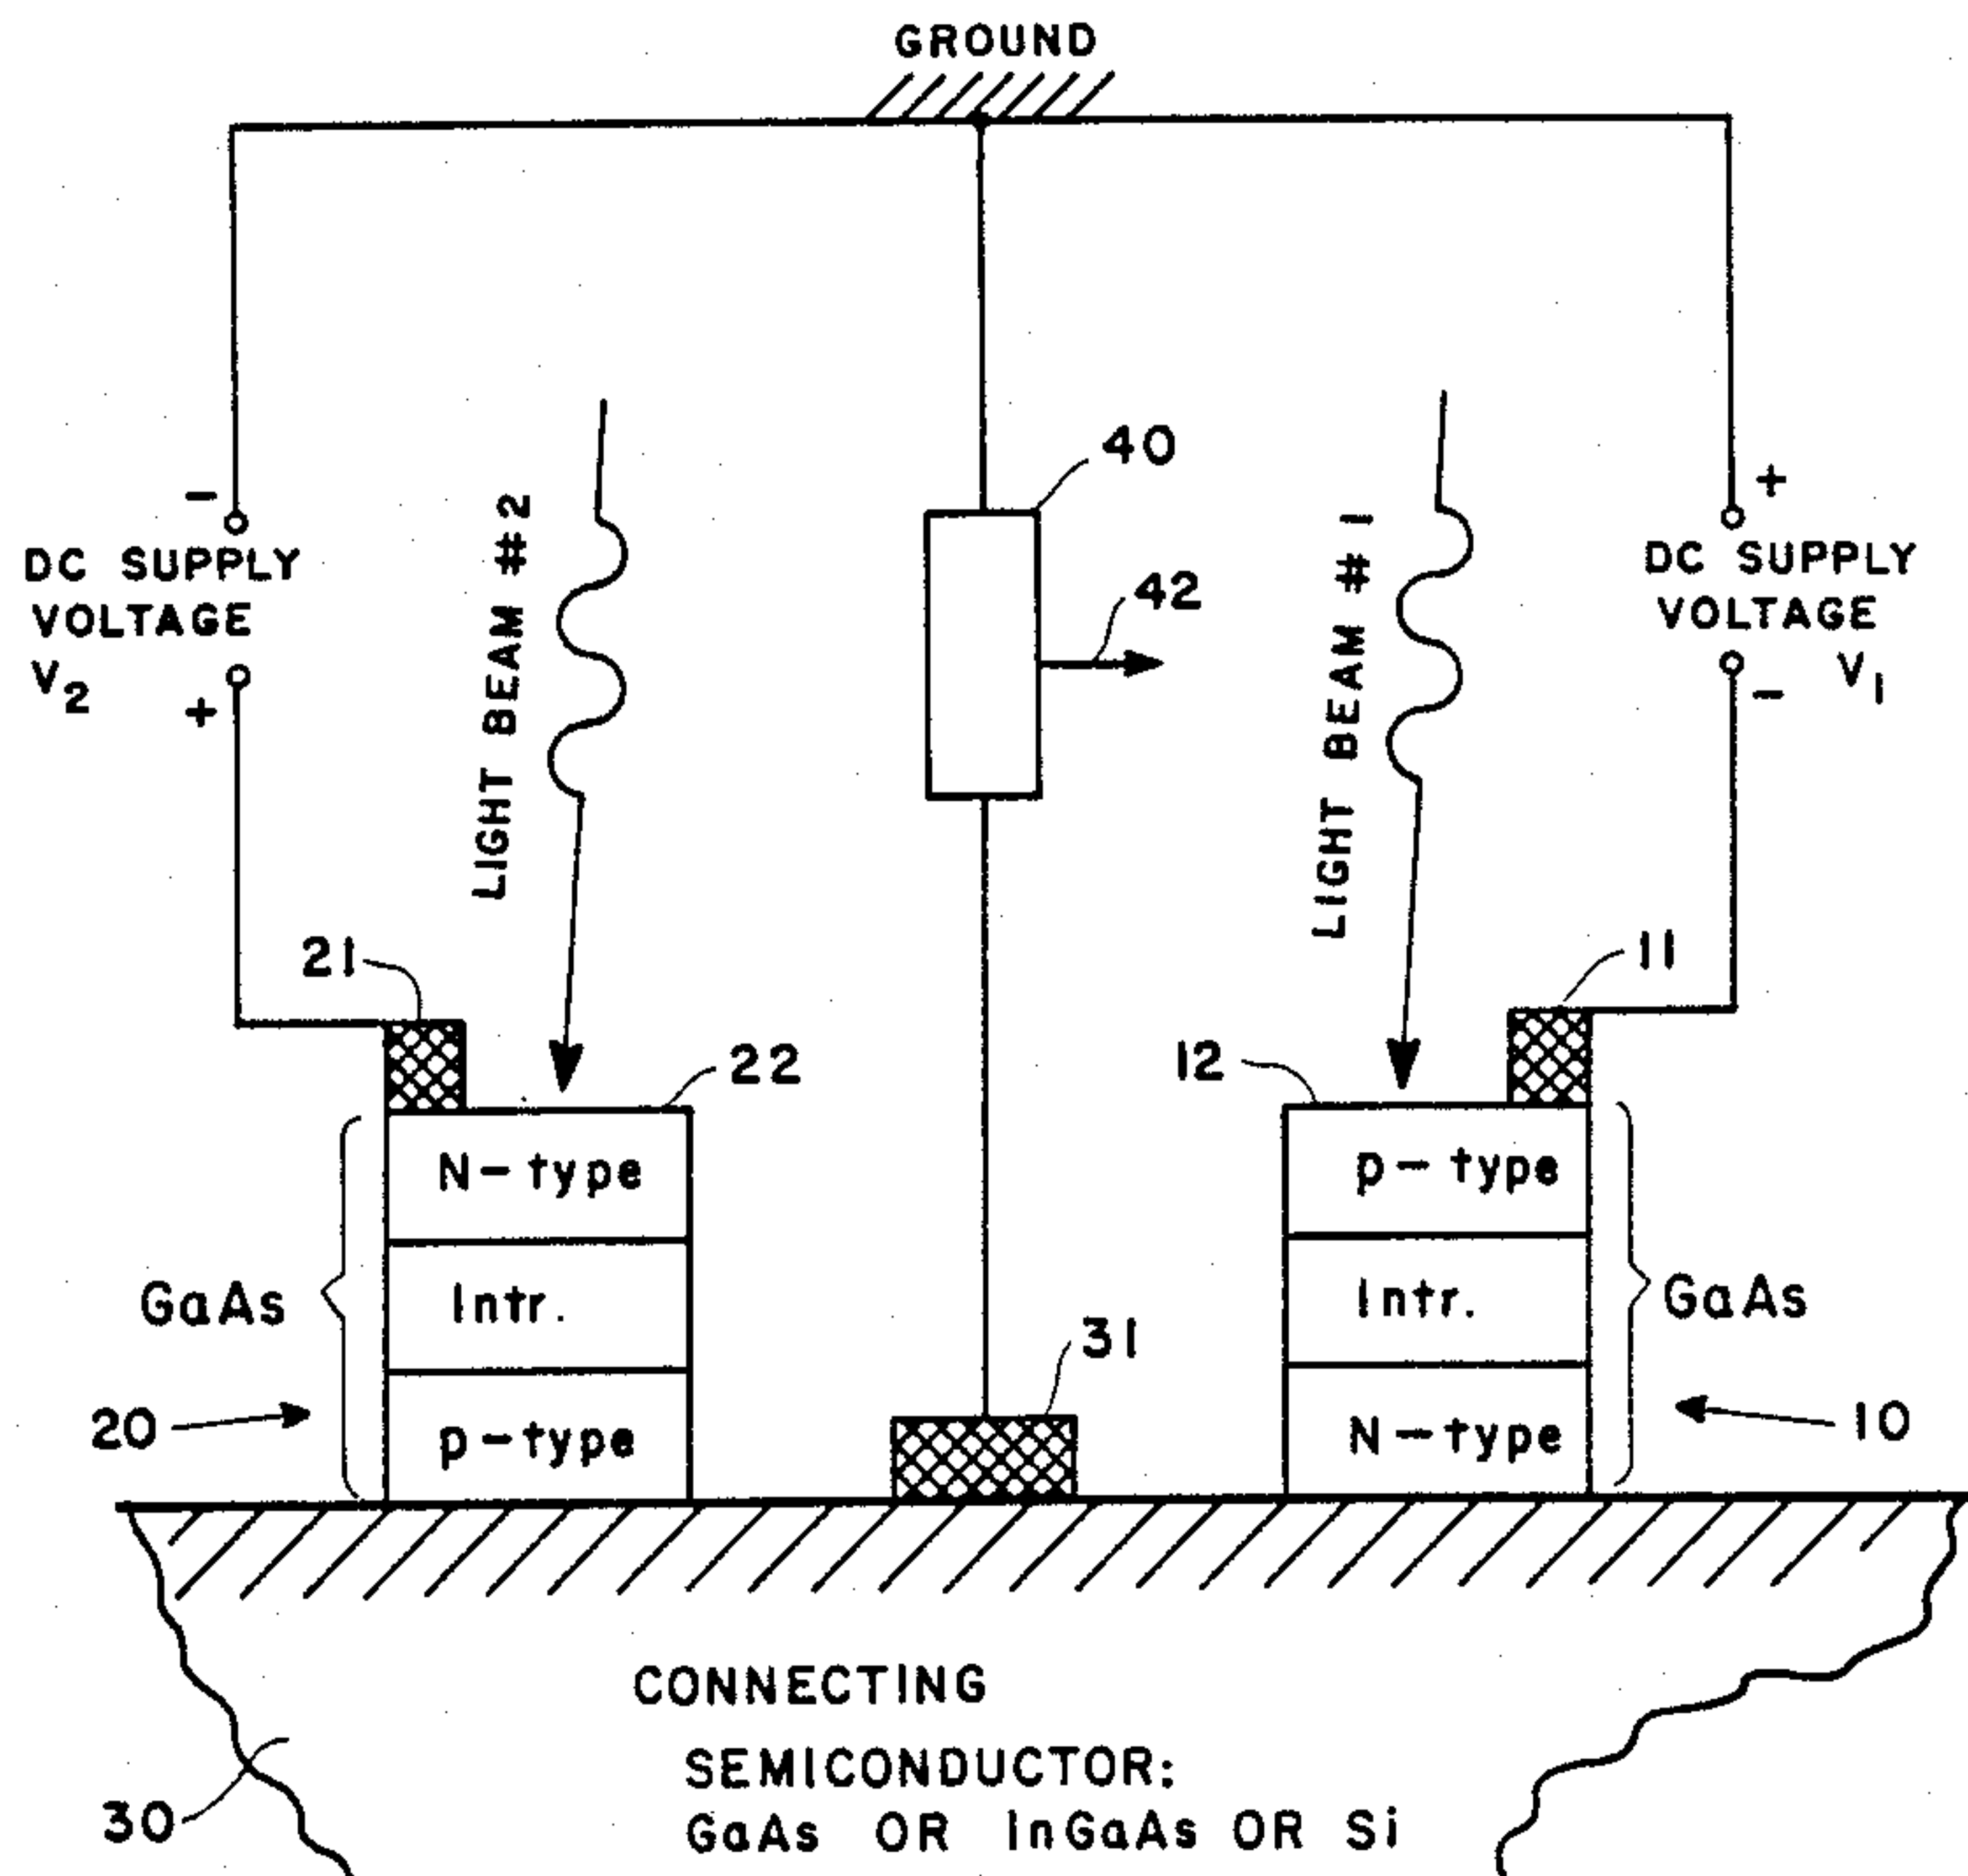 GROUND
40
−
+
DC SUPPLY
VOLTAGE
V2
+
LIGHT BEAM #2
42
LIGHT BEAM #1
DC SUPPLY
VOLTAGE
V1
−
21
11
22
12
N-type
p-type
GaAs
Intr.
Intr.
GaAs
31
20
p-type
N-type
10
CONNECTING
SEMICONDUCTOR:
GaAs OR InGaAs OR Si
30